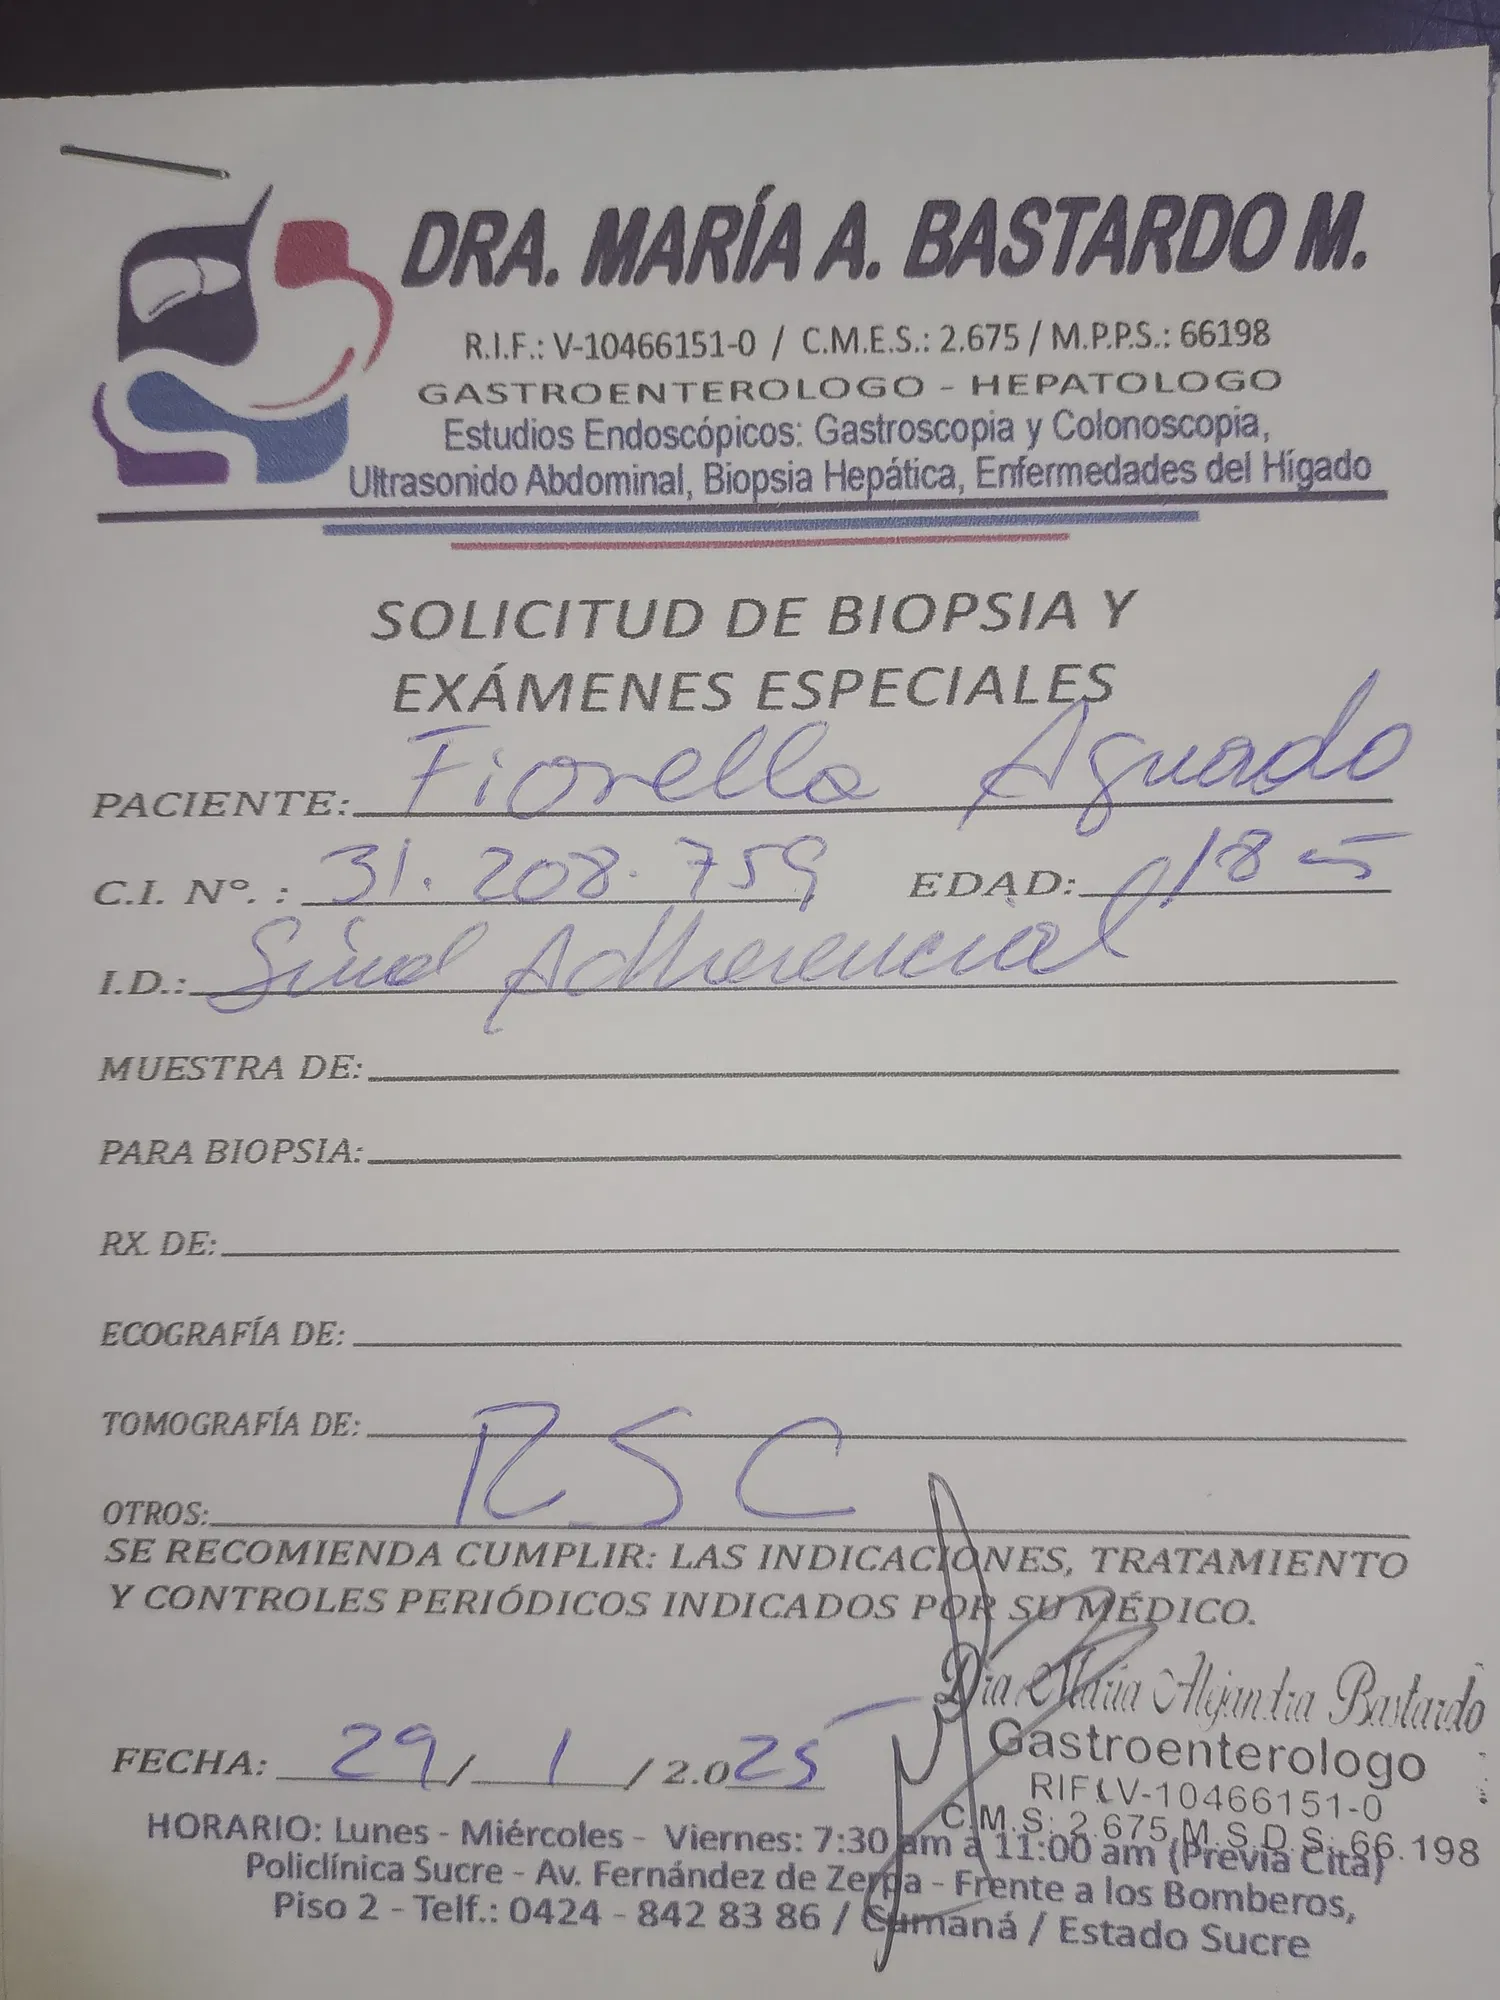 DRA. MARÍA A. BASTARDO M.
R.I.F.: V-10466151-0 / C.M.E.S.: 2.675 / M.P.P.S.: 66198
GASTROENTEROLOGO - HEPATOLOGO
Estudios Endoscópicos: Gastroscopia y Colonoscopia,
Ultrasonido Abdominal, Biopsia Hepática, Enfermedades del Hígado
SOLICITUD DE BIOPSIA Y
EXÁMENES ESPECIALES
PACIENTE: Fiorella Aguado
C.I. Nº. : 31.208.759 EDAD: 18
I.D.: Sind Adherencial
MUESTRA DE:
PARA BIOPSIA:
RX. DE:
ECOGRAFÍA DE:
TOMOGRAFÍA DE:
OTROS: RSC
SE RECOMIENDA CUMPLIR: LAS INDICACIONES, TRATAMIENTO
Y CONTROLES PERIÓDICOS INDICADOS POR SU MÉDICO.
Dra. María Alejandra Bastardo
Gastroenterologo
RIF: V-10466151-0
C.M.S: 2.675 M.S.D.S: 66.198
FECHA: 29 / 1 / 2.025
HORARIO: Lunes - Miércoles - Viernes: 7:30 am a 11:00 am (Previa Cita)
Policlínica Sucre - Av. Fernández de Zerpa - Frente a los Bomberos,
Piso 2 - Telf.: 0424 - 842 83 86 / Cumaná / Estado Sucre